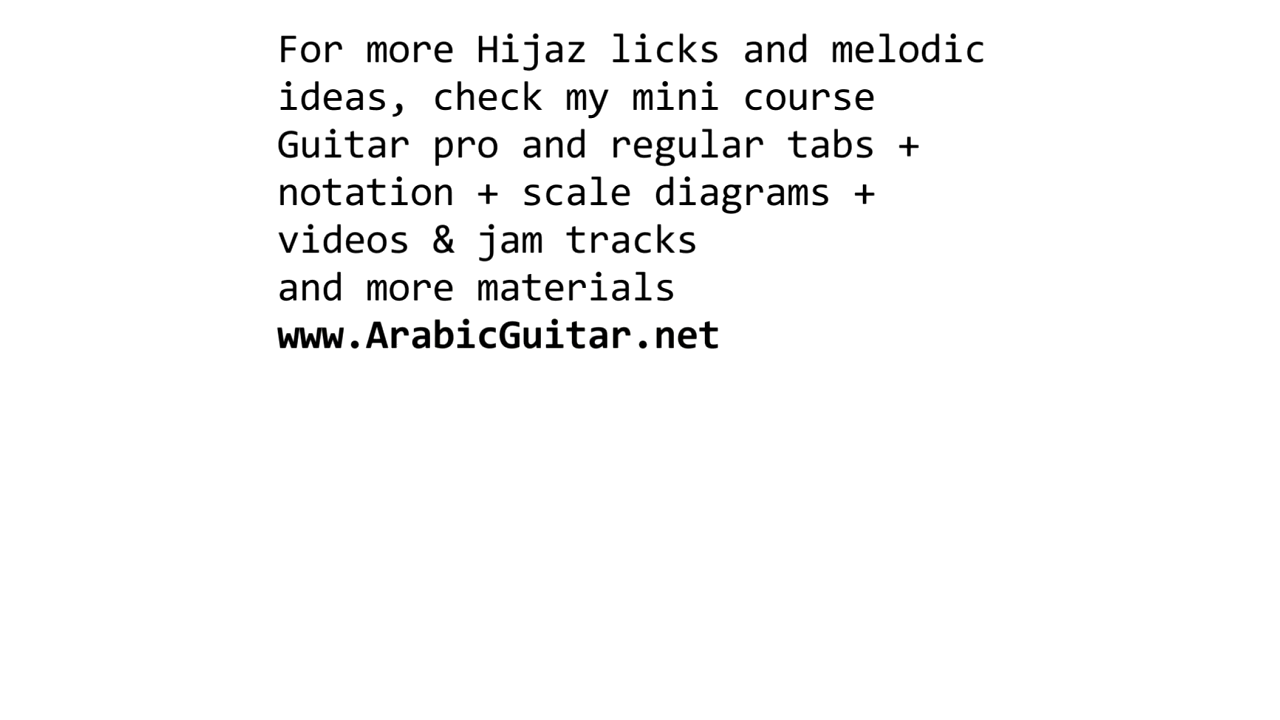 For more Hijaz licks and melodic
ideas, check my mini course
Guitar pro and regular tabs +
notation + scale diagrams +
videos & jam tracks
and more materials
www.ArabicGuitar.net